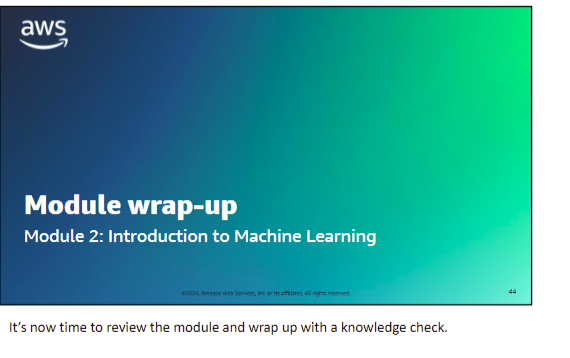 aws
Module wrap-up
Module 2: Introduction to Machine Learning
©2023, Amazon Web Services, Inc. or its affiliates. All rights reserved.
44
It’s now time to review the module and wrap up with a knowledge check.